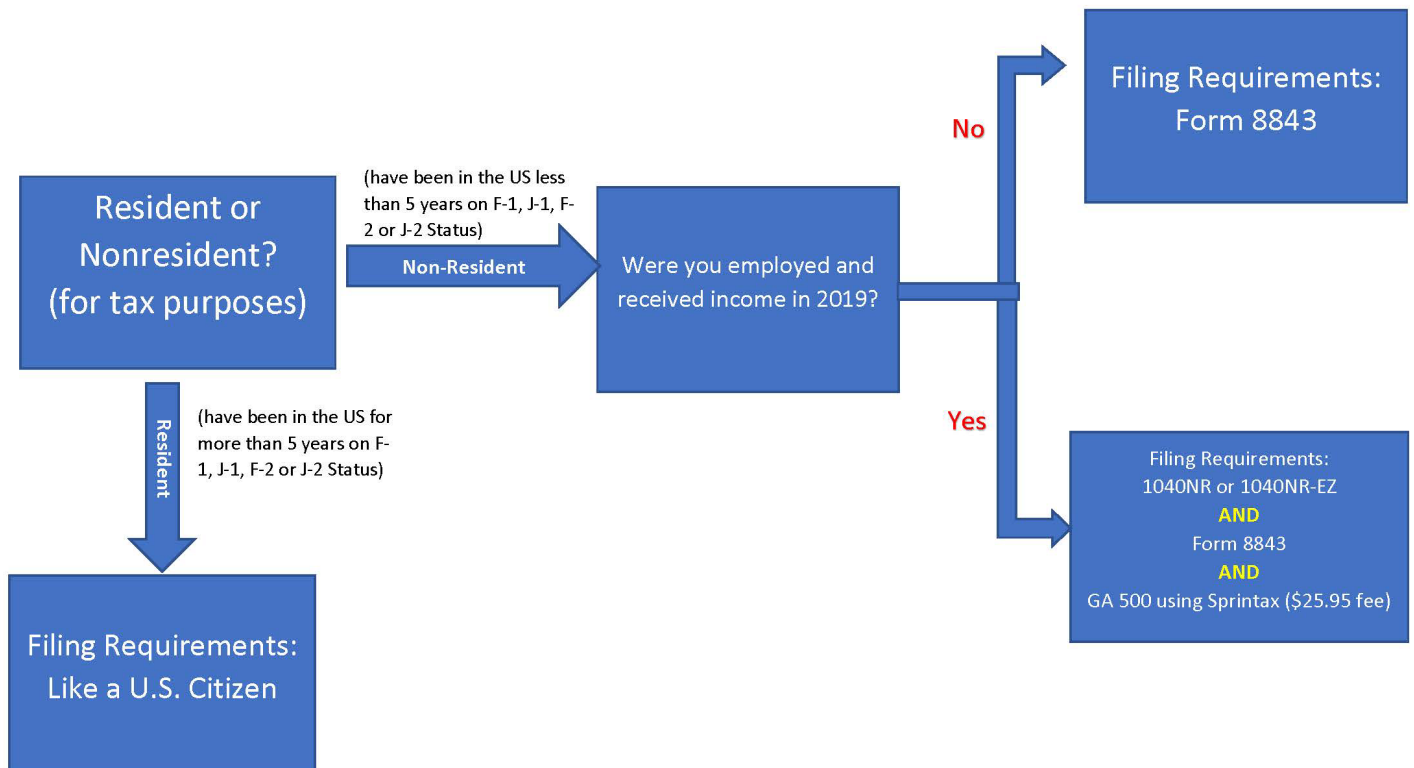 Resident or
Nonresident?
(for tax purposes)
(have been in the US less
than 5 years on F-1, J-1, F-
2 or J-2 Status)
Non-Resident
Were you employed and
received income in 2019?
No
Filing Requirements:
Form 8843
Yes
Filing Requirements:
1040NR or 1040NR-EZ
AND
Form 8843
AND
GA 500 using Sprintax ($25.95 fee)
Resident
(have been in the US for
more than 5 years on F-
1, J-1, F-2 or J-2 Status)
Filing Requirements:
Like a U.S. Citizen